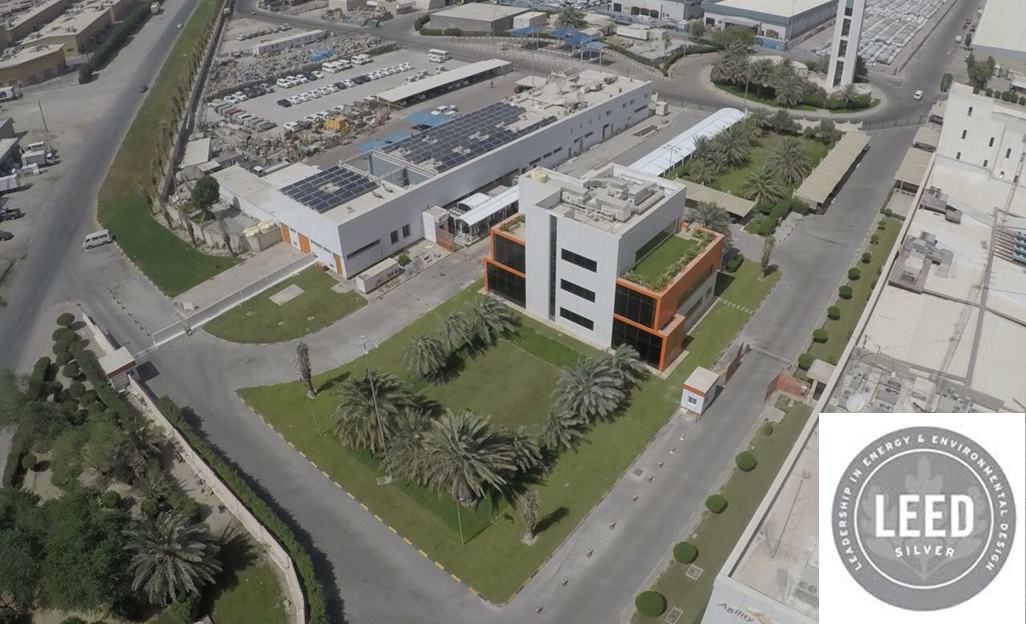 LEADERSHIP IN ENERGY & ENVIRONMENTAL DESIGN
LEED
SILVER
Agility